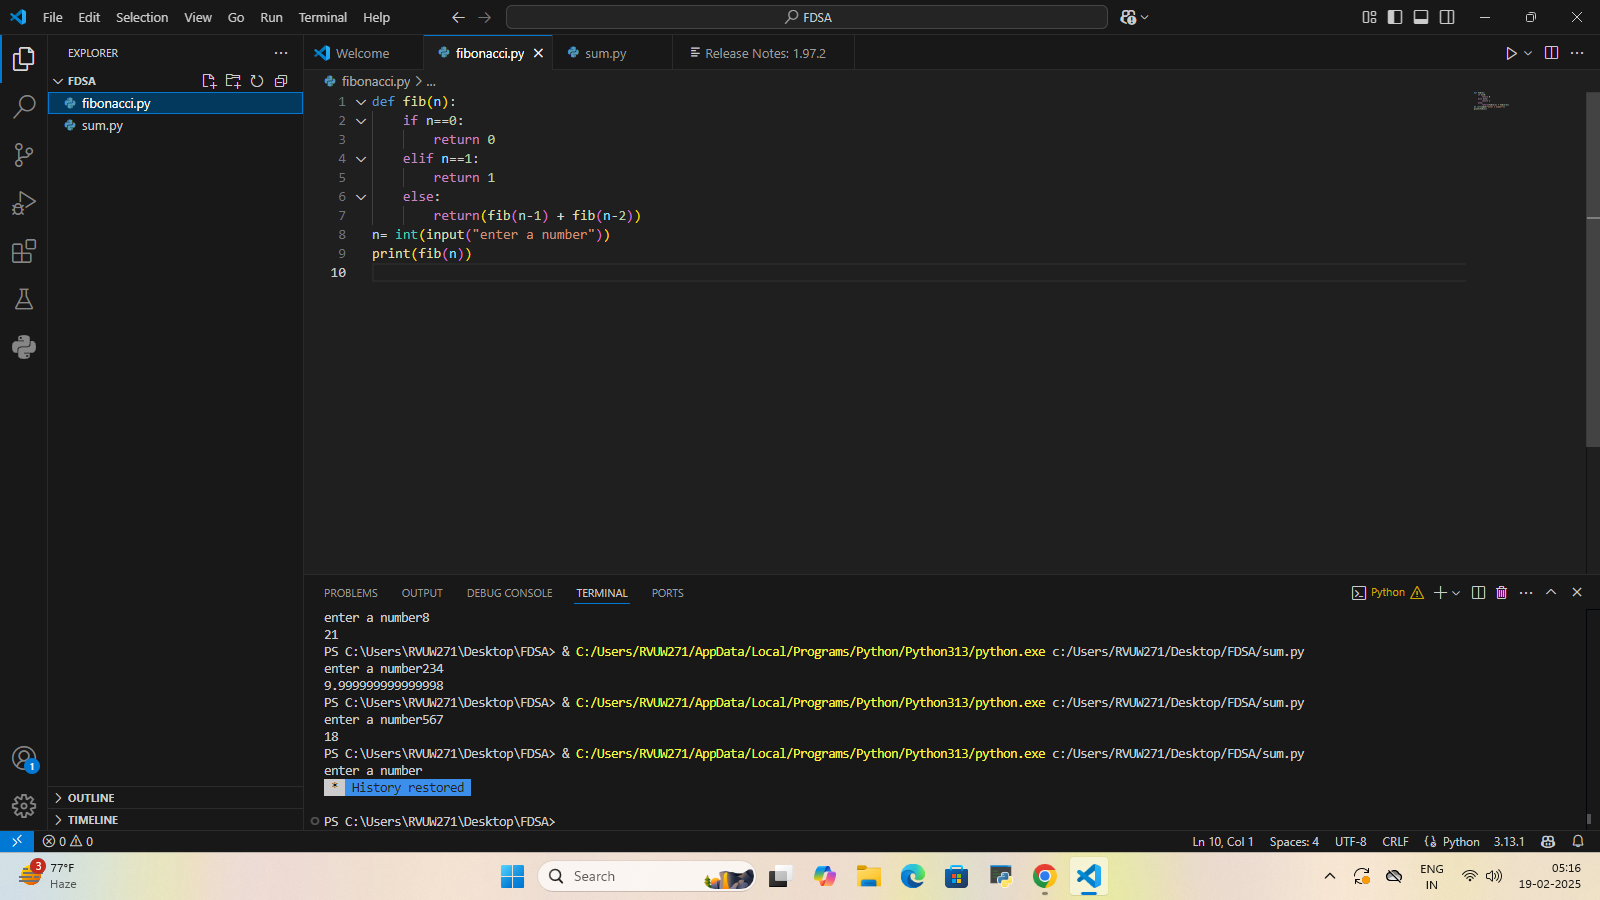 File Edit Selection View Go Run Terminal Help
FDSA
EXPLORER
Welcome
fibonacci.py
sum.py
Release Notes: 1.97.2
FDSA
fibonacci.py
sum.py
fibonacci.py > ...
1 def fib(n):
2 if n==0:
3 return 0
4 elif n==1:
5 return 1
6 else:
7 return(fib(n-1) + fib(n-2))
8 n= int(input("enter a number"))
9 print(fib(n))
10
PROBLEMS OUTPUT DEBUG CONSOLE TERMINAL PORTS
Python
enter a number8
21
PS C:\Users\RVUW271\Desktop\FDSA> & C:/Users/RVUW271/AppData/Local/Programs/Python/Python313/python.exe c:/Users/RVUW271/Desktop/FDSA/sum.py
enter a number234
9.999999999999998
PS C:\Users\RVUW271\Desktop\FDSA> & C:/Users/RVUW271/AppData/Local/Programs/Python/Python313/python.exe c:/Users/RVUW271/Desktop/FDSA/sum.py
enter a number567
18
PS C:\Users\RVUW271\Desktop\FDSA> & C:/Users/RVUW271/AppData/Local/Programs/Python/Python313/python.exe c:/Users/RVUW271/Desktop/FDSA/sum.py
enter a number
* History restored
PS C:\Users\RVUW271\Desktop\FDSA>
1
OUTLINE
TIMELINE
0 0
Ln 10, Col 1 Spaces: 4 UTF-8 CRLF {} Python 3.13.1
3
77°F
Haze
Search
ENG
IN
05:16
19-02-2025